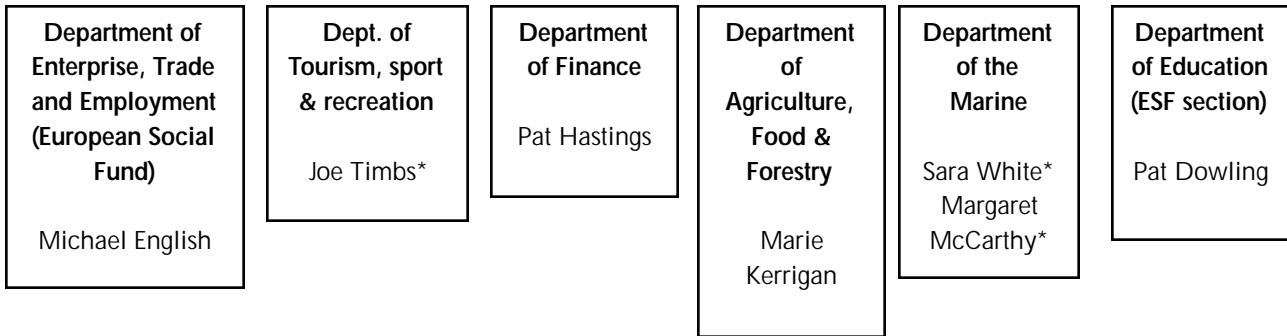 Department of
Enterprise, Trade
and Employment
(European Social
Fund)
Michael English
Dept. of
Tourism, sport
& recreation
Joe Timbs*
Department
of Finance
Pat Hastings
Department
of
Agriculture,
Food &
Forestry
Marie
Kerrigan
Department
of the
Marine
Sara White*
Margaret
McCarthy*
Department
of Education
(ESF section)
Pat Dowling